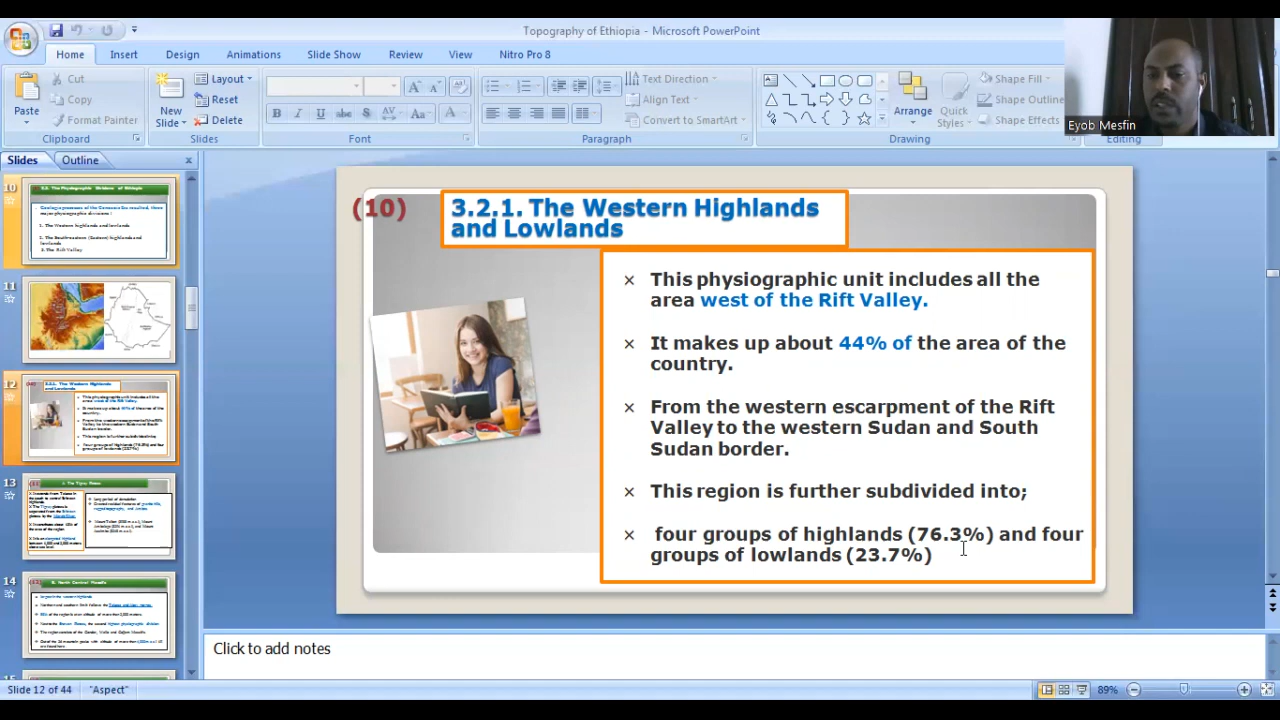 Topography of Ethiopia - Microsoft PowerPoint
Home Insert Design Animations Slide Show Review View Nitro Pro 8
Paste
Cut
Copy
Format Painter
Clipboard
New Slide
Layout
Reset
Delete
Slides
Font
Text Direction
Align Text
Convert to SmartArt
Paragraph
Arrange
Quick Styles
Shape Fill
Shape Outline
Shape Effects
Drawing
Editing
Eyob Mesfin
Slides Outline
10
11
12
13
14
(10)
3.2.1. The Western Highlands
and Lowlands
× This physiographic unit includes all the
area west of the Rift Valley.
× It makes up about 44% of the area of the
country.
× From the western escarpment of the Rift
Valley to the western Sudan and South
Sudan border.
× This region is further subdivided into;
× four groups of highlands (76.3%) and four
groups of lowlands (23.7%)
Click to add notes
Slide 12 of 44 "Aspect" 89%